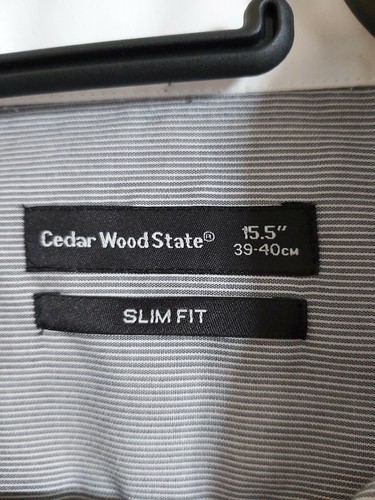 Cedar Wood State®
15.5"
39-40CM
SLIM FIT